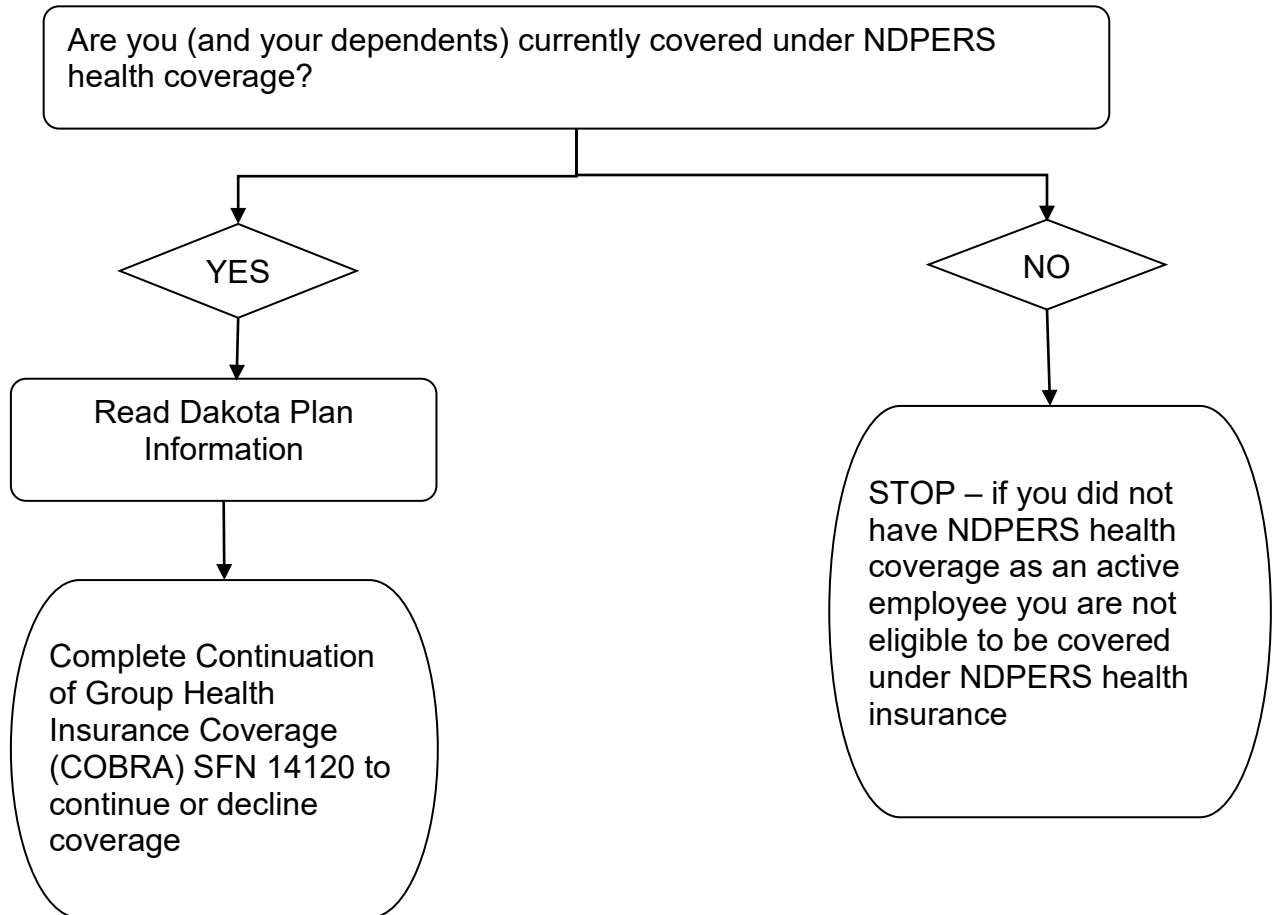 Are you (and your dependents) currently covered under NDPERS
health coverage?
YES
NO
Read Dakota Plan
Information
STOP – if you did not
have NDPERS health
coverage as an active
employee you are not
eligible to be covered
under NDPERS health
insurance
Complete Continuation
of Group Health
Insurance Coverage
(COBRA) SFN 14120 to
continue or decline
coverage